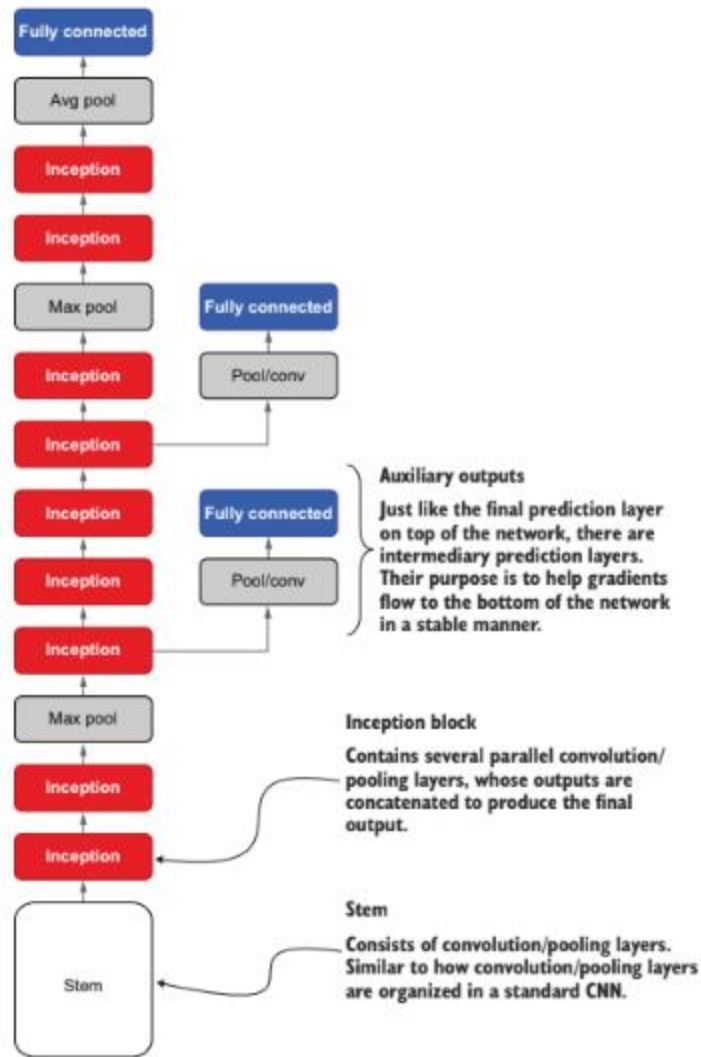 Fully connected
Avg pool
Inception
Inception
Max pool
Fully connected
Inception
Pool/conv
Inception
Inception
Fully connected
Inception
Pool/conv
Inception
Auxiliary outputs
Just like the final prediction layer
on top of the network, there are
intermediary prediction layers.
Their purpose is to help gradients
flow to the bottom of the network
in a stable manner.
Max pool
Inception
Inception
Inception block
Contains several parallel convolution/
pooling layers, whose outputs are
concatenated to produce the final
output.
Stem
Stem
Consists of convolution/pooling layers.
Similar to how convolution/pooling layers
are organized in a standard CNN.